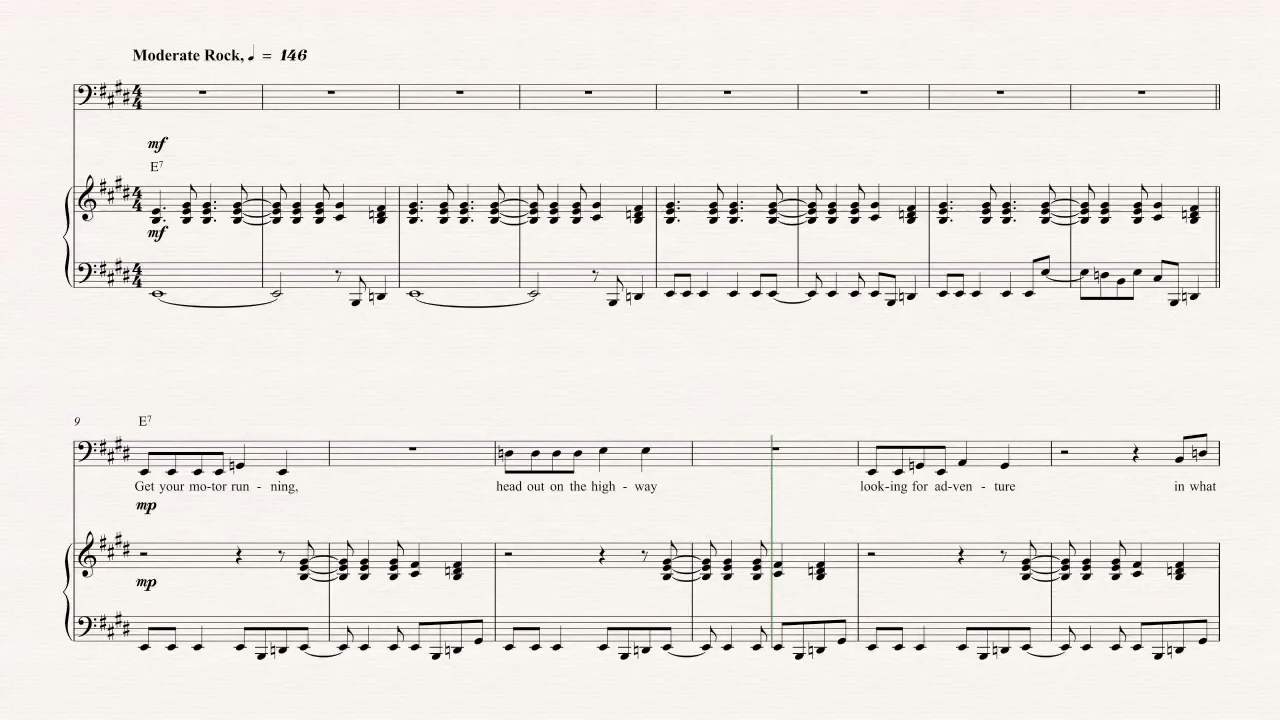 Moderate Rock, ♩ = 146
mf
E7
mf
9 E7
Get your mo-tor run - ning, head out on the high - way look-ing for ad-ven - ture in what
mp
mp